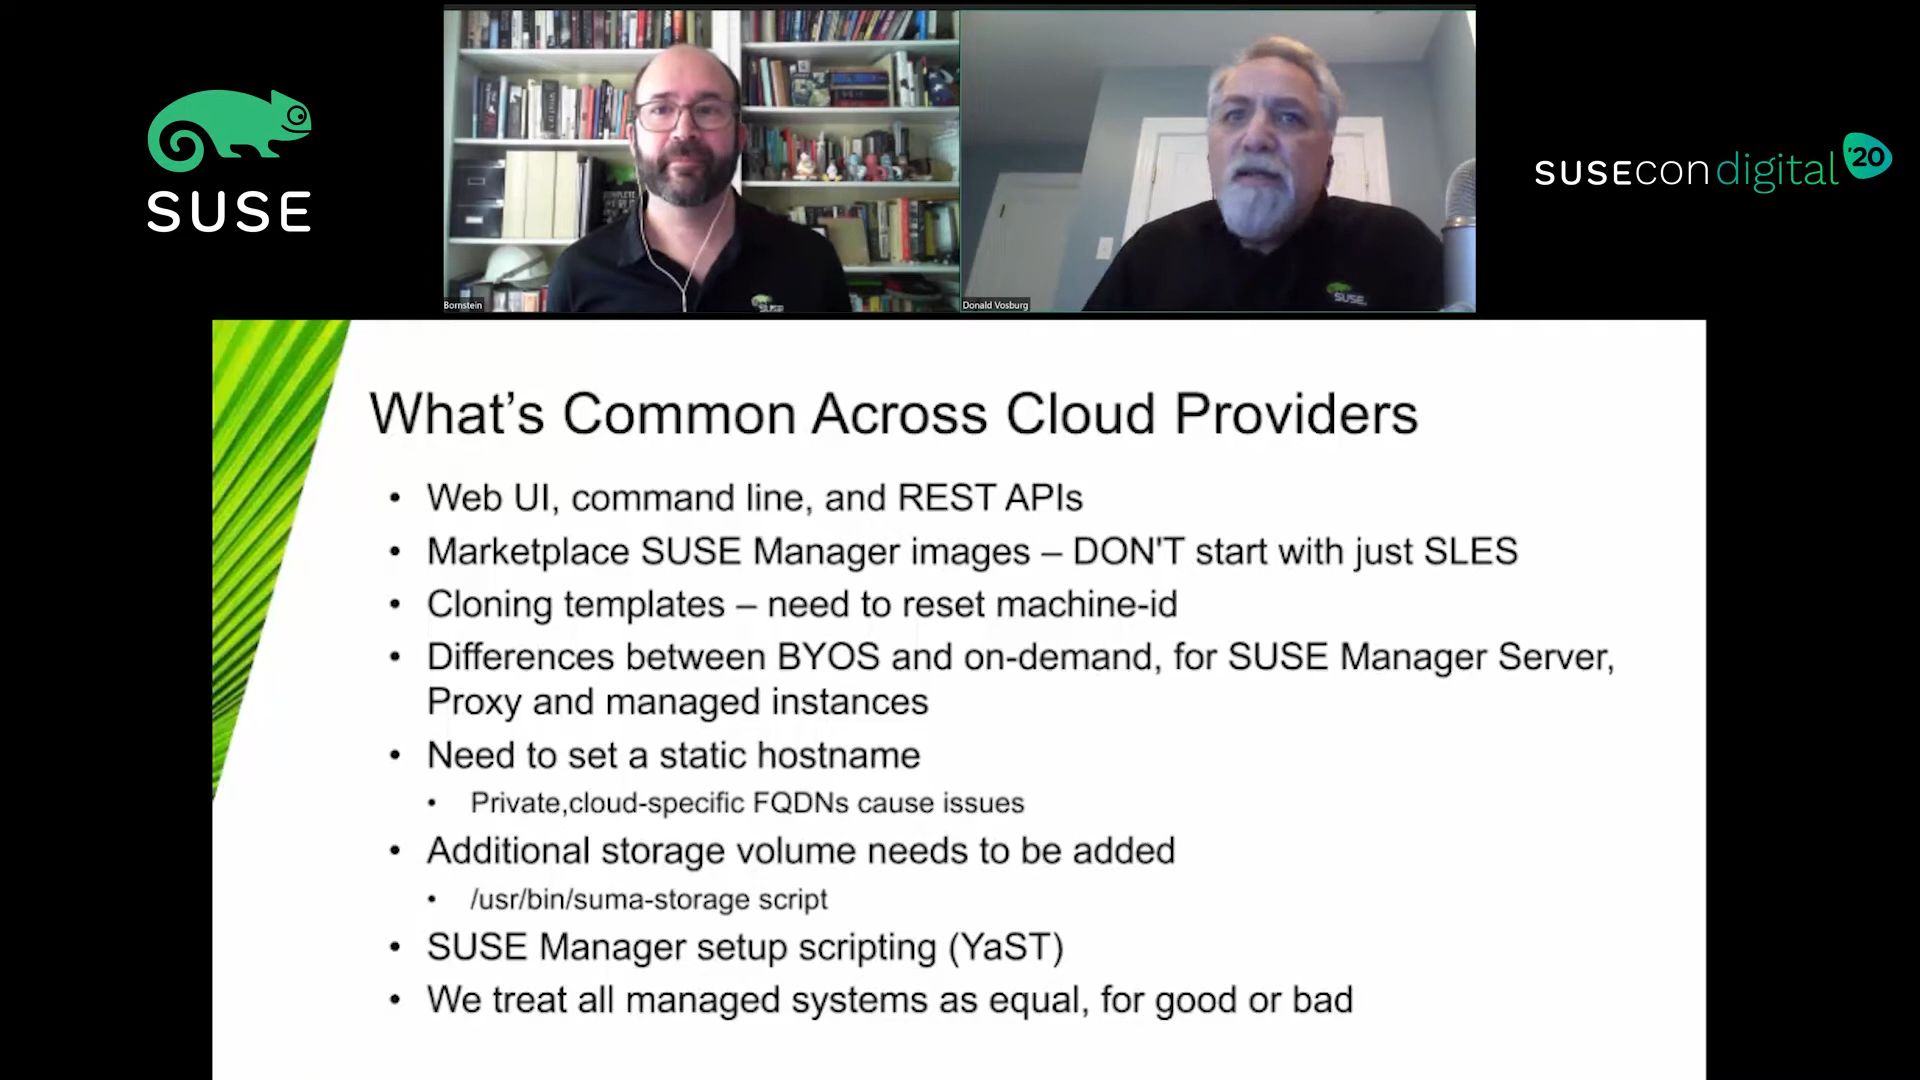 SUSE
Bornstein
SUSE
Donald Vosburg
SUSE
SUSECON digital '20
What's Common Across Cloud Providers
• Web UI, command line, and REST APIs
• Marketplace SUSE Manager images – DON'T start with just SLES
• Cloning templates – need to reset machine-id
• Differences between BYOS and on-demand, for SUSE Manager Server,
Proxy and managed instances
• Need to set a static hostname
• Private,cloud-specific FQDNs cause issues
• Additional storage volume needs to be added
• /usr/bin/suma-storage script
• SUSE Manager setup scripting (YaST)
• We treat all managed systems as equal, for good or bad